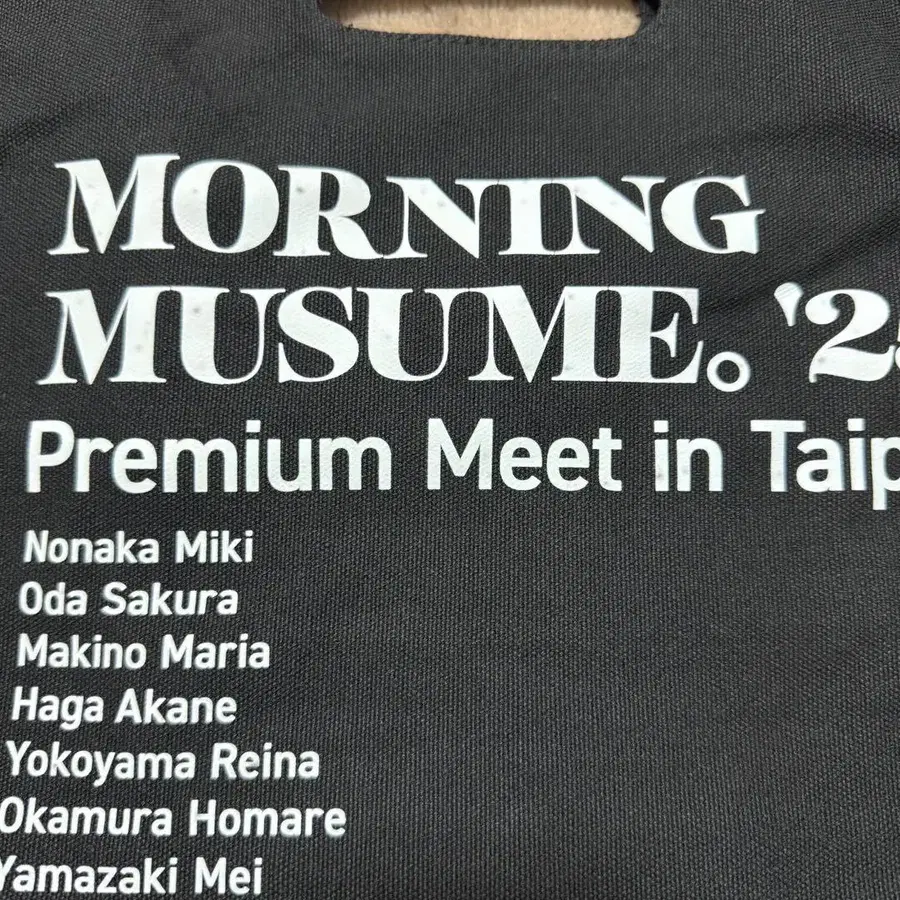 MORNING
MUSUME。'25
Premium Meet in Taip
Nonaka Miki
Oda Sakura
Makino Maria
Haga Akane
Yokoyama Reina
Okamura Homare
Yamazaki Mei